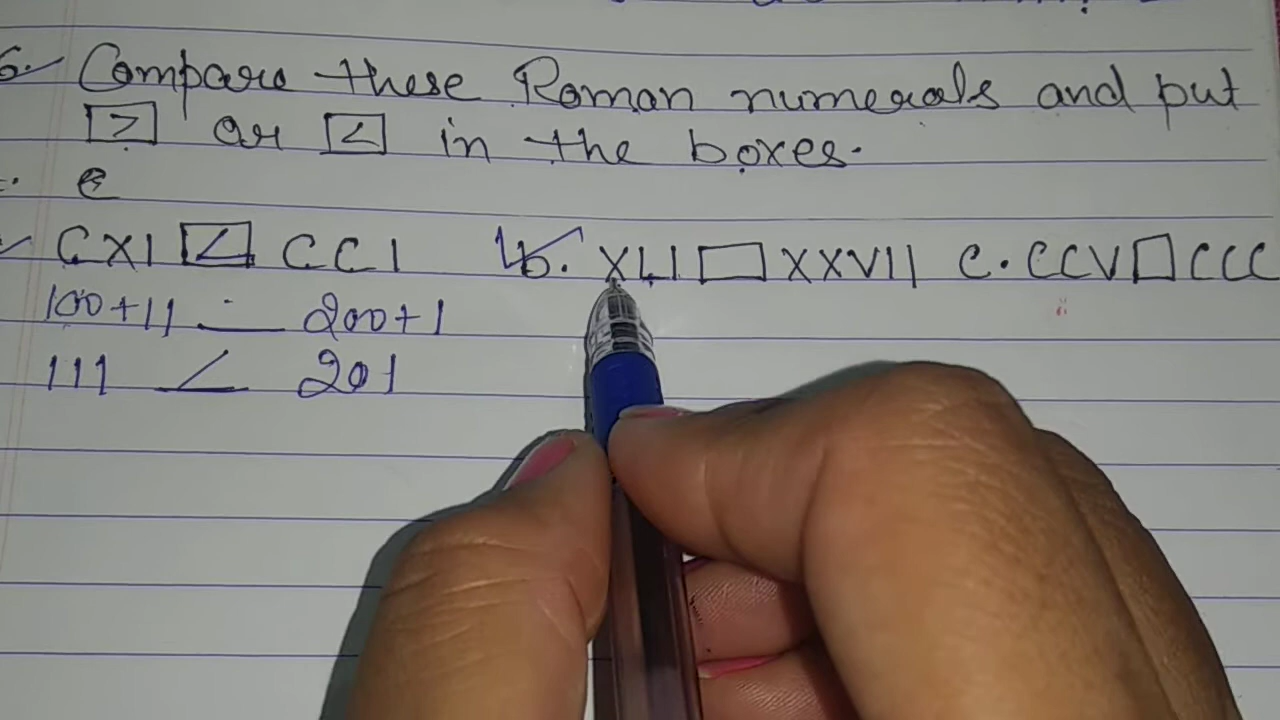 6. Compare these Roman numerals and put
> or < in the boxes.
e
CXI < CCI b. XLI □ XXVII c. CCV □ CCC
100+11 200+1
111 < 201